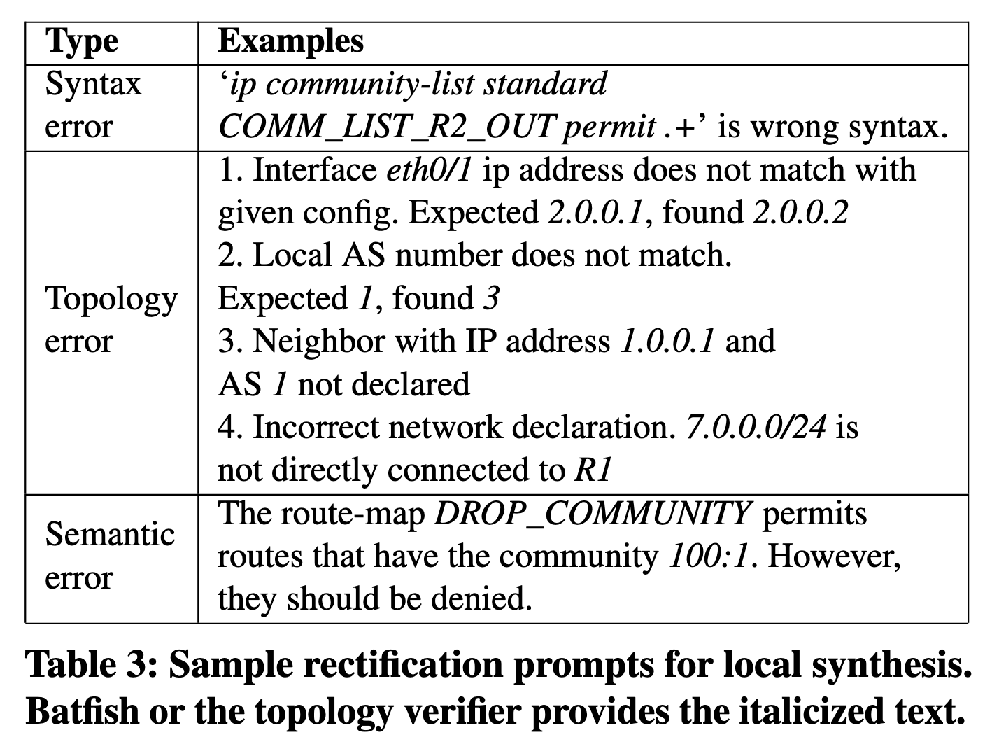 Type Examples
Syntax error
‘ip community-list standard
COMM_LIST_R2_OUT permit .+’ is wrong syntax.
Topology error
1. Interface eth0/1 ip address does not match with
given config. Expected 2.0.0.1, found 2.0.0.2
2. Local AS number does not match.
Expected 1, found 3
3. Neighbor with IP address 1.0.0.1 and
AS 1 not declared
4. Incorrect network declaration. 7.0.0.0/24 is
not directly connected to R1
Semantic error
The route-map DROP_COMMUNITY permits
routes that have the community 100:1. However,
they should be denied.
Table 3: Sample rectification prompts for local synthesis.
Batfish or the topology verifier provides the italicized text.